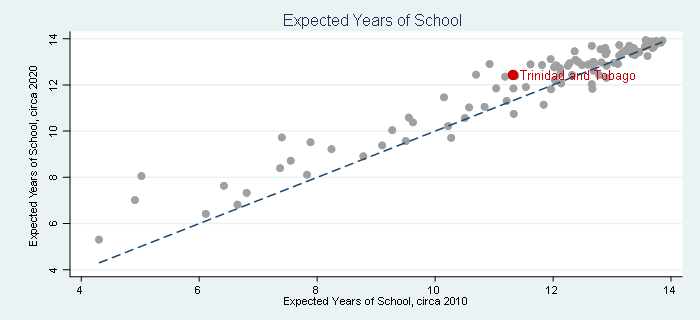 Expected Years of School
Expected Years of School, circa 2020
14
12
10
8
6
4
Trinidad and Tobago
4 6 8 10 12 14
Expected Years of School, circa 2010